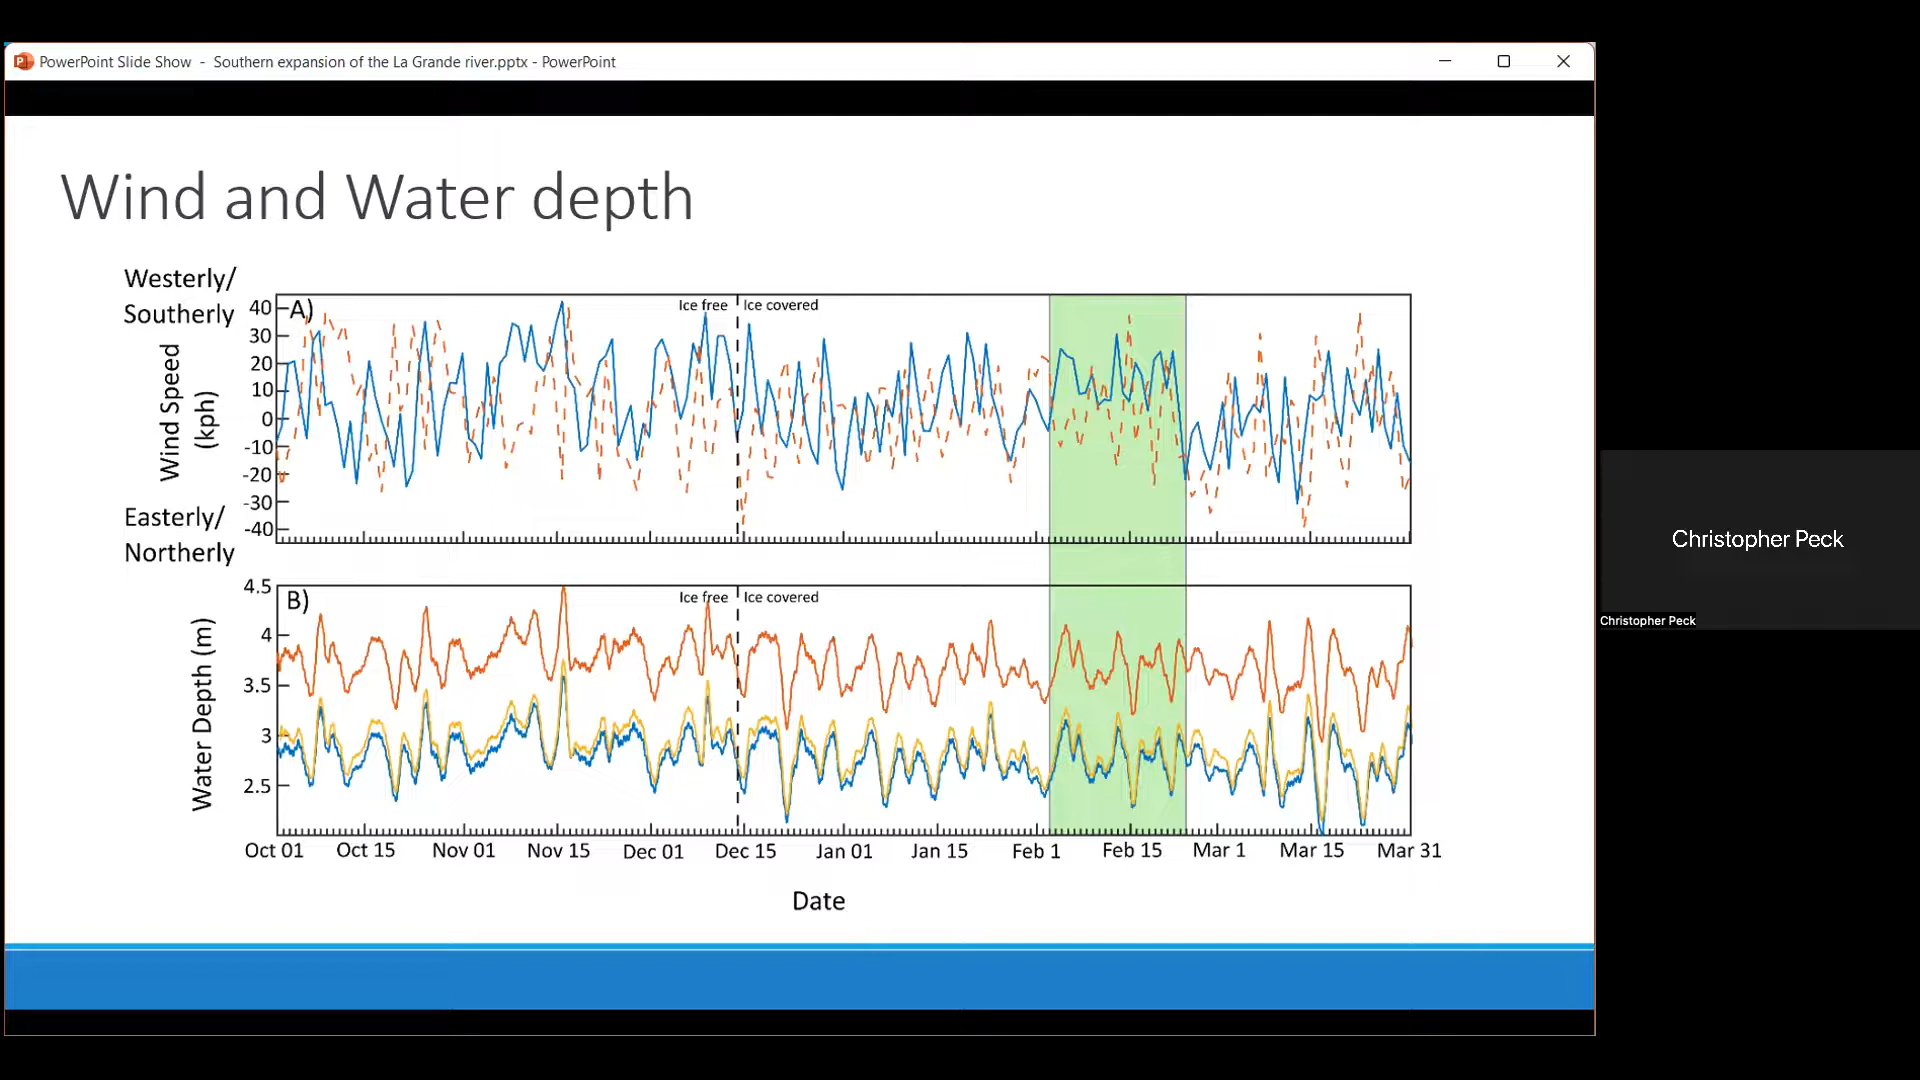 PowerPoint Slide Show - Southern expansion of the La Grande river.pptx - PowerPoint
Wind and Water depth
Westerly/
Southerly
Wind Speed
(kph)
Easterly/
Northerly
A)
Ice free
Ice covered
40
30
20
10
0
-10
-20
-30
-40
B)
Ice free
Ice covered
Water Depth (m)
4.5
4
3.5
3
2.5
Oct 01 Oct 15 Nov 01 Nov 15 Dec 01 Dec 15 Jan 01 Jan 15 Feb 1 Feb 15 Mar 1 Mar 15 Mar 31
Date
Christopher Peck
Christopher Peck